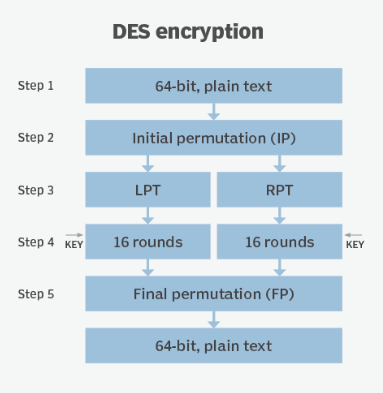 DES encryption
Step 1
64-bit, plain text
Step 2
Initial permutation (IP)
Step 3
LPT
RPT
Step 4
KEY
16 rounds
16 rounds
KEY
Step 5
Final permutation (FP)
64-bit, plain text